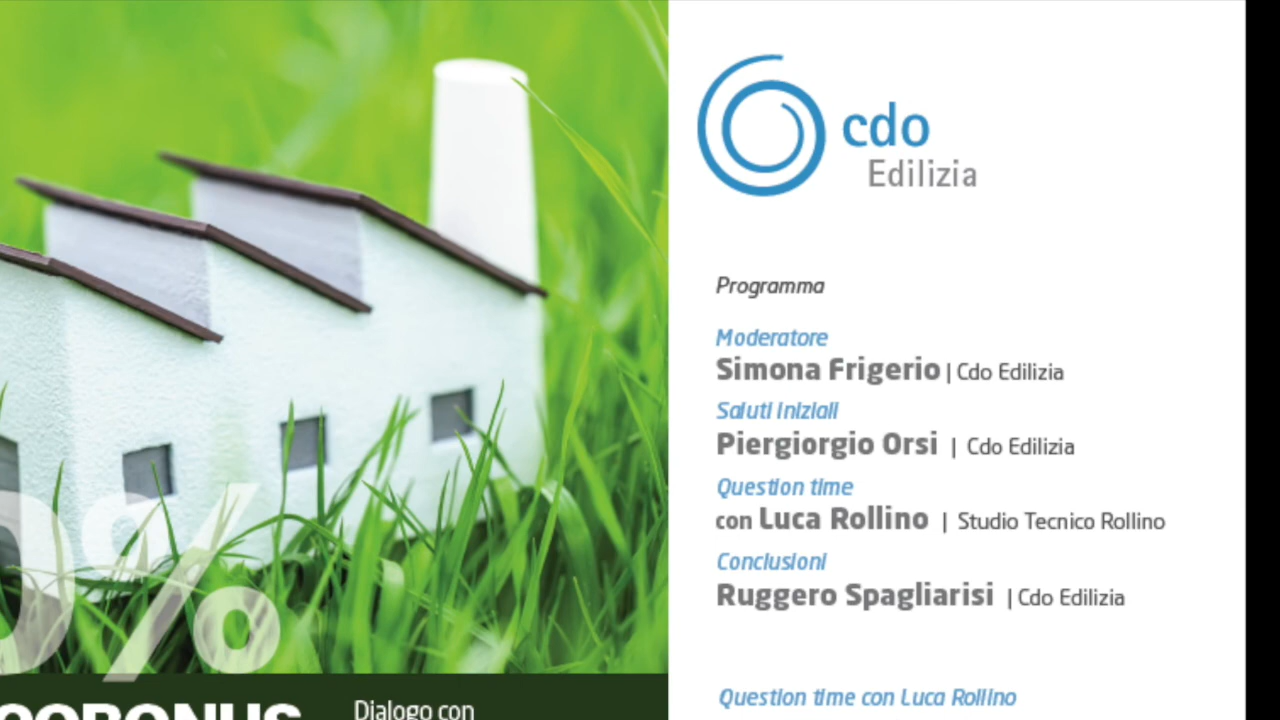 cdo
Edilizia
Programma
Moderatore
Simona Frigerio | Cdo Edilizia
Saluti iniziali
Piergiorgio Orsi | Cdo Edilizia
Question time
con Luca Rollino | Studio Tecnico Rollino
Conclusioni
Ruggero Spagliarisi | Cdo Edilizia
Question time con Luca Rollino
0%
Dialogo con